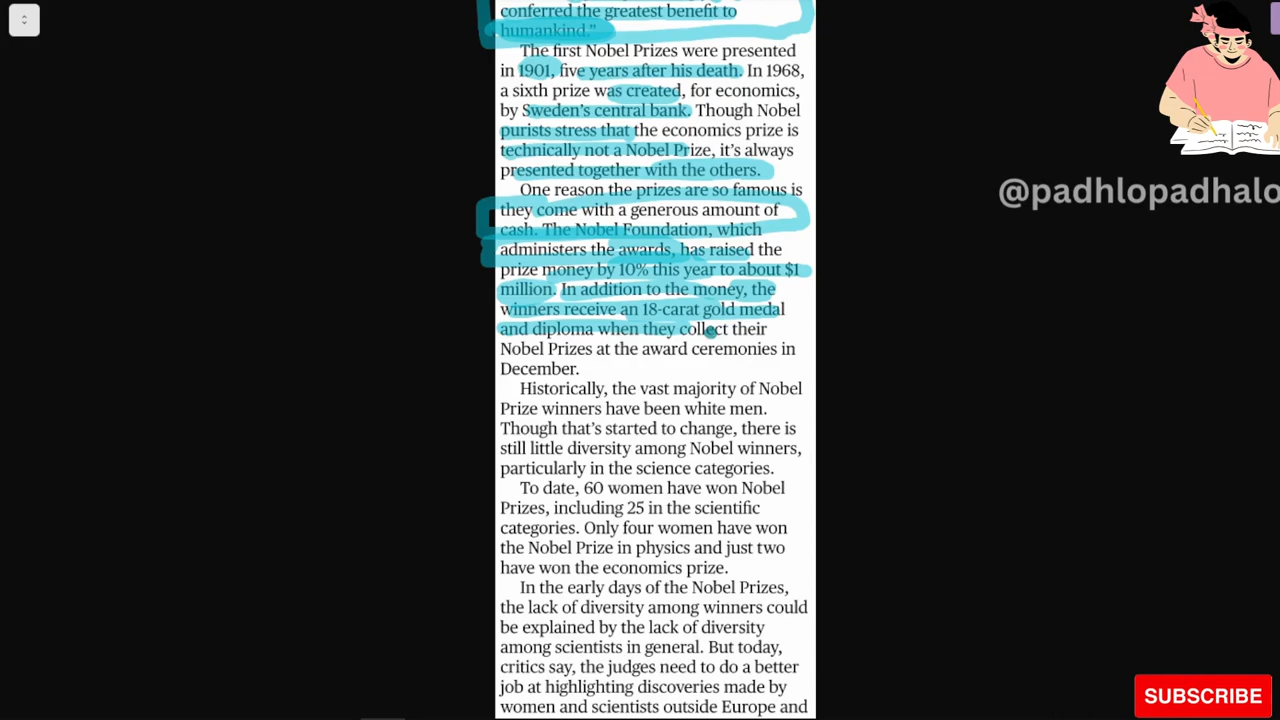 conferred the greatest benefit to
humankind.”
The first Nobel Prizes were presented
in 1901, five years after his death. In 1968,
a sixth prize was created, for economics,
by Sweden’s central bank. Though Nobel
purists stress that the economics prize is
technically not a Nobel Prize, it’s always
presented together with the others.
One reason the prizes are so famous is
they come with a generous amount of
cash. The Nobel Foundation, which
administers the awards, has raised the
prize money by 10% this year to about $1
million. In addition to the money, the
winners receive an 18-carat gold medal
and diploma when they collect their
Nobel Prizes at the award ceremonies in
December.
Historically, the vast majority of Nobel
Prize winners have been white men.
Though that’s started to change, there is
still little diversity among Nobel winners,
particularly in the science categories.
To date, 60 women have won Nobel
Prizes, including 25 in the scientific
categories. Only four women have won
the Nobel Prize in physics and just two
have won the economics prize.
In the early days of the Nobel Prizes,
the lack of diversity among winners could
be explained by the lack of diversity
among scientists in general. But today,
critics say, the judges need to do a better
job at highlighting discoveries made by
women and scientists outside Europe and
@padhlopadhalo
SUBSCRIBE